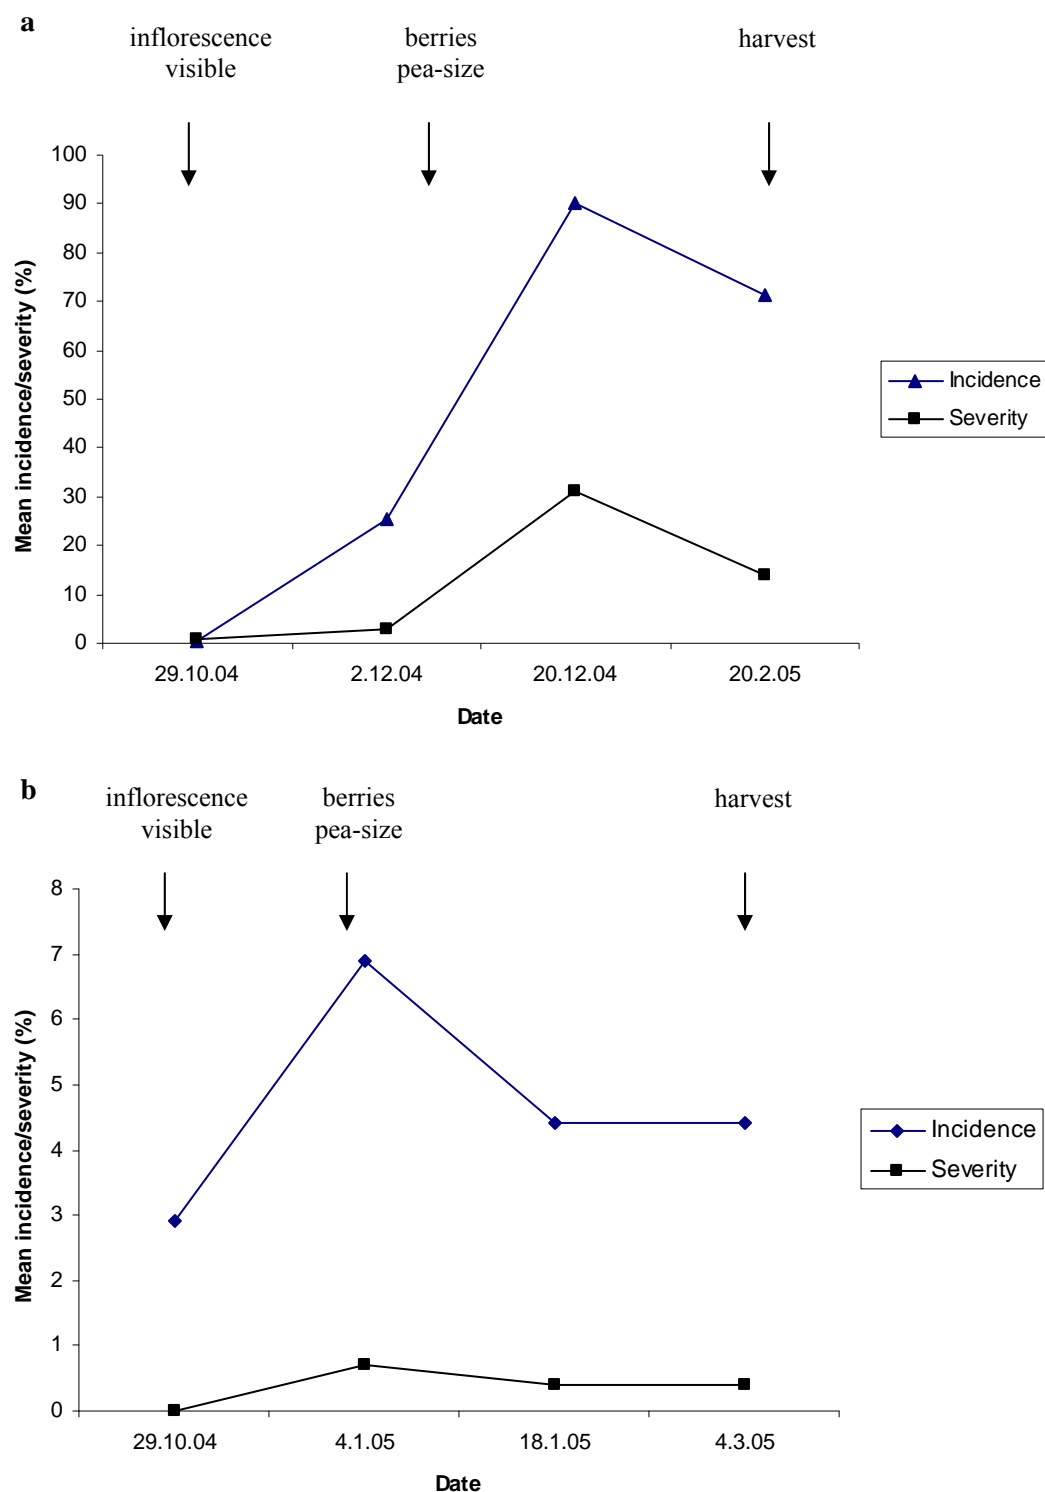 a
inflorescence
visible
berries
pea-size
harvest
100
90
80
70
60
50
40
30
20
10
0
Mean incidence/severity (%)
29.10.04
2.12.04
20.12.04
20.2.05
Date
Incidence
Severity
b
inflorescence
visible
berries
pea-size
harvest
8
7
6
5
4
3
2
1
0
Mean incidence/severity (%)
29.10.04
4.1.05
18.1.05
4.3.05
Date
Incidence
Severity